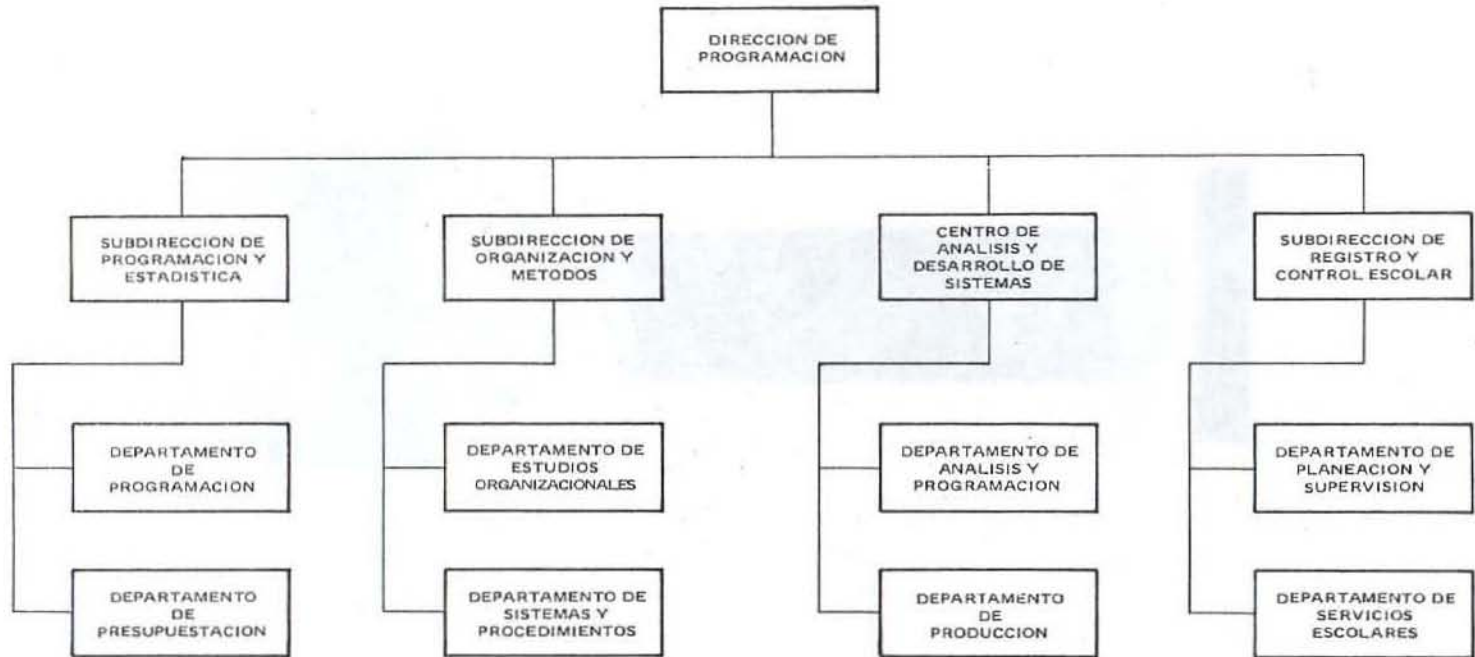 DIRECCION DE
PROGRAMACION
SUBDIRECCION DE
PROGRAMACION Y
ESTADISTICA
SUBDIRECCION DE
ORGANIZACION Y
METODOS
CENTRO DE
ANALISIS Y
DESARROLLO DE
SISTEMAS
SUBDIRECCION DE
REGISTRO Y
CONTROL ESCOLAR
DEPARTAMENTO
DE
PROGRAMACION
DEPARTAMENTO DE
ESTUDIOS
ORGANIZACIONALES
DEPARTAMENTO DE
ANALISIS Y
PROGRAMACION
DEPARTAMENTO DE
PLANEACION Y
SUPERVISION
DEPARTAMENTO
DE
PRESUPUESTACION
DEPARTAMENTO DE
SISTEMAS Y
PROCEDIMIENTOS
DEPARTAMENTO
DE
PRODUCCION
DEPARTAMENTO DE
SERVICIOS
ESCOLARES